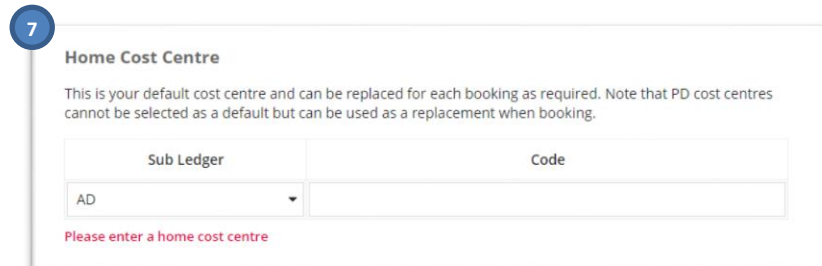 7
Home Cost Centre
This is your default cost centre and can be replaced for each booking as required. Note that PD cost centres
cannot be selected as a default but can be used as a replacement when booking.
Sub Ledger Code
AD
Please enter a home cost centre